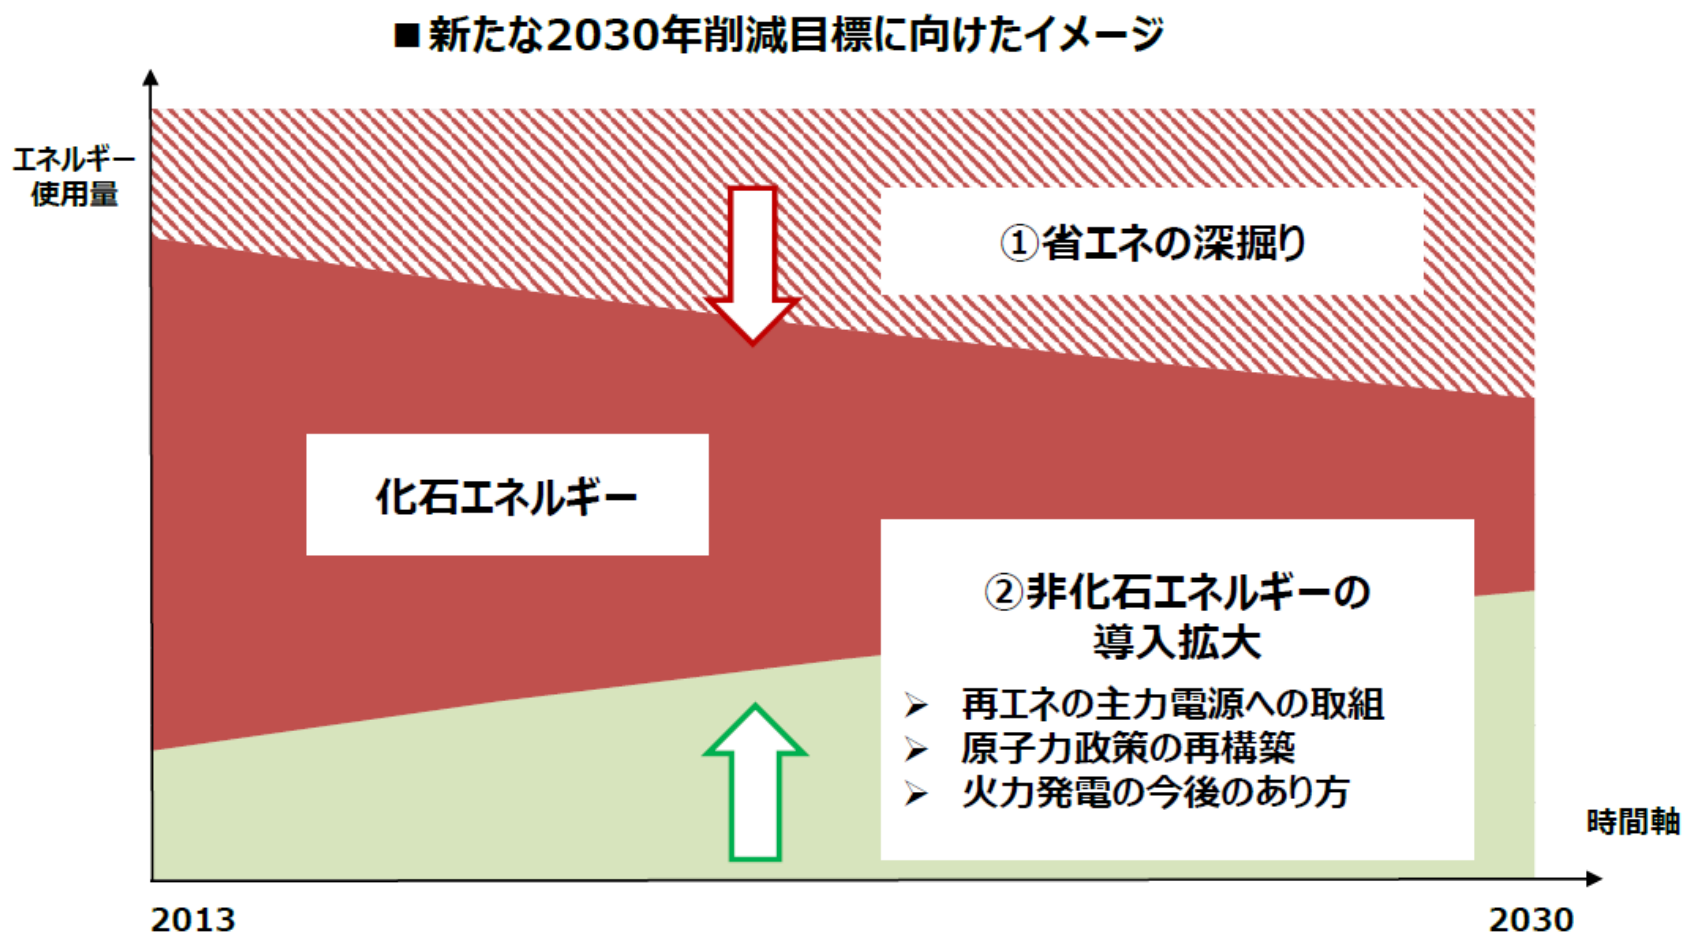 ■新たな2030年削減目標に向けたイメージ
エネルギー
使用量
①省エネの深掘り
化石エネルギー
②非化石エネルギーの
導入拡大
➢ 再エネの主力電源への取組
➢ 原子力政策の再構築
➢ 火力発電の今後のあり方
時間軸
2013
2030